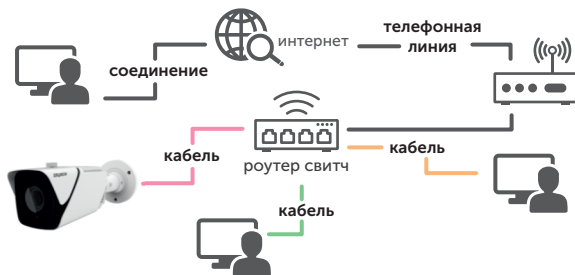 телефонная
линия
интернет
соединение
кабель
кабель
роутер свитч
кабель